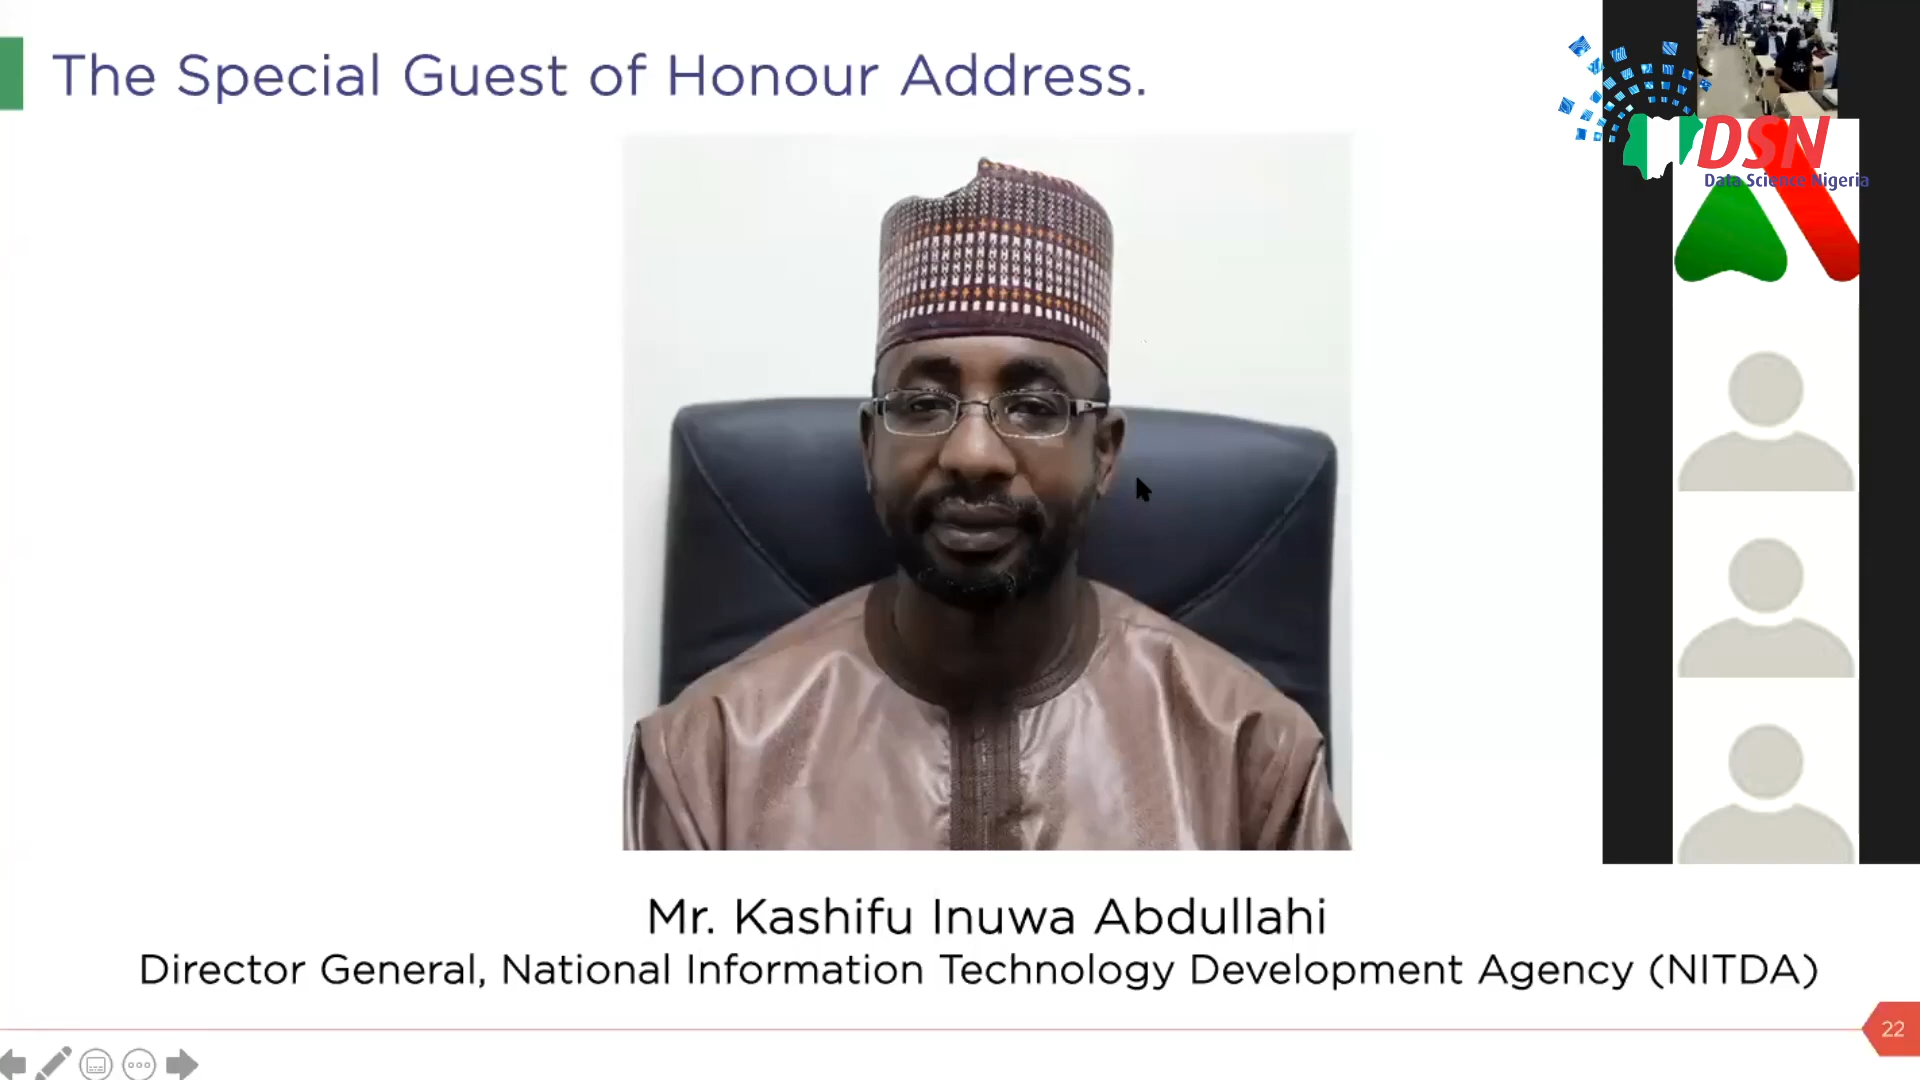 The Special Guest of Honour Address.
DSN
Data Science Nigeria
Mr. Kashifu Inuwa Abdullahi
Director General, National Information Technology Development Agency (NITDA)
22